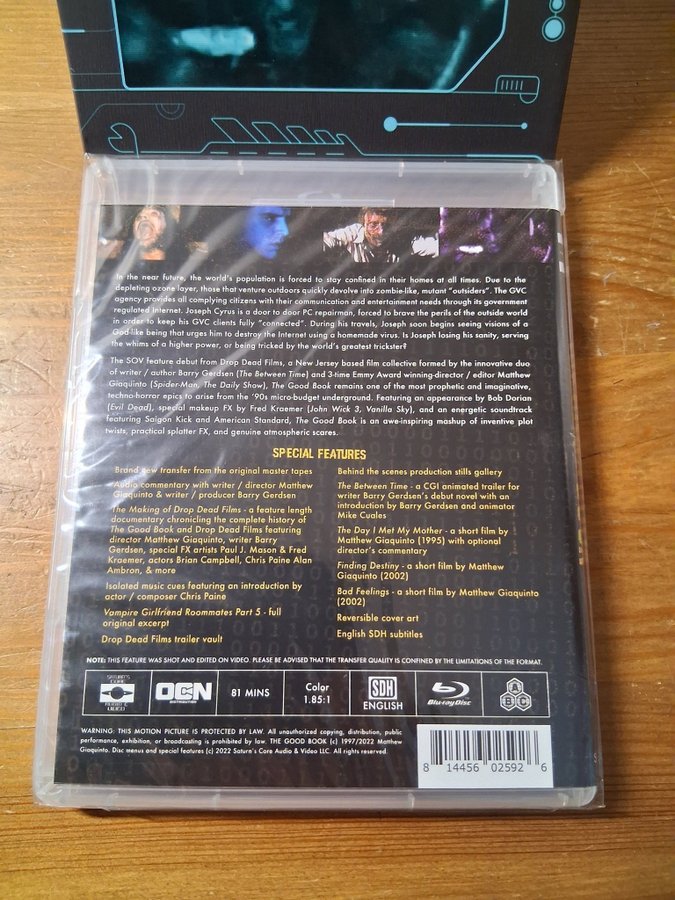 In the near future, the world's population is forced to stay confined in their homes at all times. Due to the
depleting ozone layer, those that venture outdoors quickly devolve into zombie-like, mutant "outsiders". The GVC
agency provides all complying citizens with their communication and entertainment needs through its government
regulated Internet. Joseph Cyrus is a door to door PC repairman, forced to brave the perils of the outside world
in order to keep his GVC clients fully "connected". During his travels, Joseph soon begins seeing visions of a
God-like being that urges him to destroy the Internet using a homemade virus. Is Joseph losing his sanity, serving
the whims of a higher power, or being tricked by the world's greatest trickster?
The SOV feature debut from Drop Dead Films, a New Jersey based film collective formed by the innovative duo
of writer / author Barry Gerdsen (The Between Time) and 3-time Emmy Award winning-director / editor Matthew
Giaquinto (Spider-Man, The Daily Show), The Good Book remains one of the most prophetic and imaginative,
techno-horror epics to arise from the '90s micro-budget underground. Featuring an appearance by Bob Dorian
(Evil Dead), special makeup FX by Fred Kraemer (John Wick 3, Vanilla Sky), and an energetic soundtrack
featuring Saigon Kick and American Standard, The Good Book is an awe-inspiring mashup of inventive plot
twists, practical splatter FX, and genuine atmospheric scares.
SPECIAL FEATURES
Brand new transfer from the original master tapes
Audio commentary with writer / director Matthew
Giaquinto & writer / producer Barry Gerdsen
The Making of Drop Dead Films - a feature length
documentary chronicling the complete history of
The Good Book and Drop Dead Films featuring
director Matthew Giaquinto, writer Barry
Gerdsen, special FX artists Paul J. Mason & Fred
Kraemer, actors Brian Campbell, Chris Paine Alan
Ambron, & more
Isolated music cues featuring an introduction by
actor / composer Chris Paine
Vampire Girlfriend Roommates Part 5 - full
original excerpt
Drop Dead Films trailer vault
Behind the scenes production stills gallery
The Between Time - a CGI animated trailer for
writer Barry Gerdsen's debut novel with an
introduction by Barry Gerdsen and animator
Mike Cuales
The Day I Met My Mother - a short film by
Matthew Giaquinto (1995) with optional
director's commentary
Finding Destiny - a short film by Matthew
Giaquinto (2002)
Bad Feelings - a short film by Matthew Giaquinto
(2002)
Reversible cover art
English SDH subtitles
NOTE: THIS FEATURE WAS SHOT AND EDITED ON VIDEO. PLEASE BE ADVISED THAT THE TRANSFER QUALITY IS CONFINED BY THE LIMITATIONS OF THE FORMAT.
SATURN'S CORE
AUDIO & VIDEO
OCN
DISTRIBUTION
81 MINS
Color
1.85:1
SDH
ENGLISH
Blu-ray Disc
A B C
WARNING: THIS MOTION PICTURE IS PROTECTED BY LAW. All unauthorized copying, distribution, public
performance, exhibition, or broadcasting is prohibited by law. THE GOOD BOOK (c) 1997/2022 Matthew
Giaquinto. Disc menus and special features (c) 2022 Saturn's Core Audio & Video LLC. All rights reserved.
8 14456 02592 6